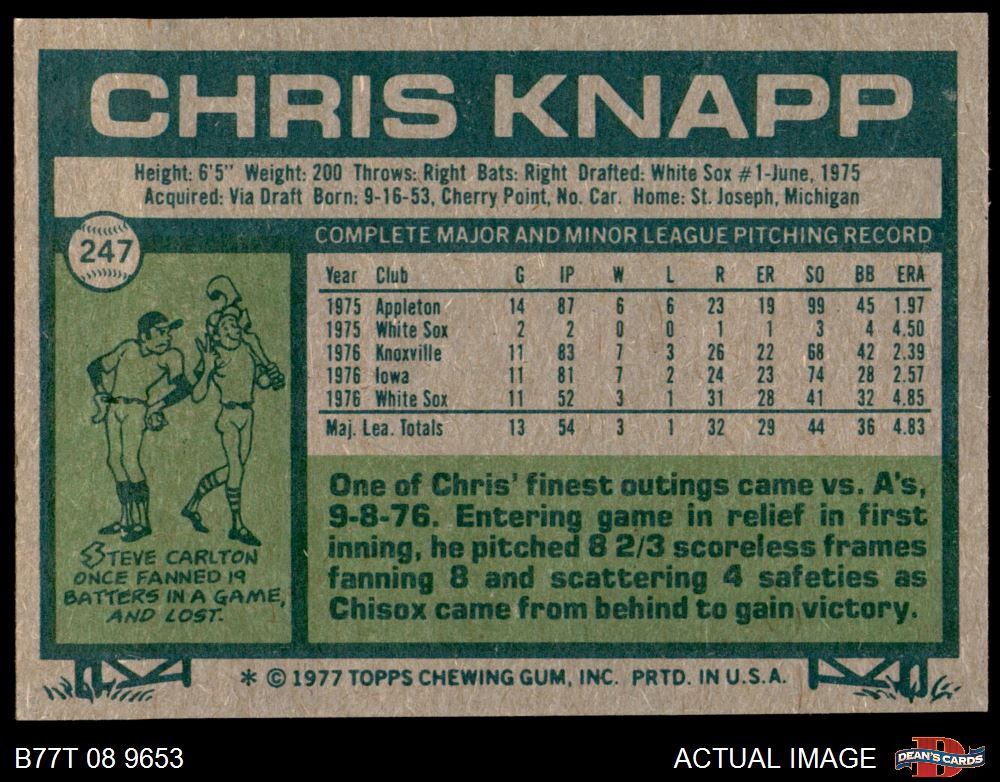 CHRIS KNAPP
Height: 6'5" Weight: 200 Throws: Right Bats: Right Drafted: White Sox #1-June, 1975
Acquired: Via Draft Born: 9-16-53, Cherry Point, No. Car. Home: St. Joseph, Michigan
247
COMPLETE MAJOR AND MINOR LEAGUE PITCHING RECORD
Year Club G IP W L R ER SO BB ERA
1975 Appleton 14 87 6 6 23 19 99 45 1.97
1975 White Sox 2 2 0 0 1 1 3 4 4.50
1976 Knoxville 11 83 7 3 26 22 68 42 2.39
1976 Iowa 11 81 7 2 24 23 74 28 2.57
1976 White Sox 11 52 3 1 31 28 41 32 4.85
Maj. Lea. Totals 13 54 3 1 32 29 44 36 4.83
STEVE CARLTON
ONCE FANNED 19
BATTERS IN A GAME,
AND LOST.
One of Chris' finest outings came vs. A's,
9-8-76. Entering game in relief in first
inning, he pitched 8 2/3 scoreless frames
fanning 8 and scattering 4 safeties as
Chisox came from behind to gain victory.
* © 1977 TOPPS CHEWING GUM, INC. PRTD. IN U.S.A.
B77T 08 9653
ACTUAL IMAGE
D
DEAN'S CARDS